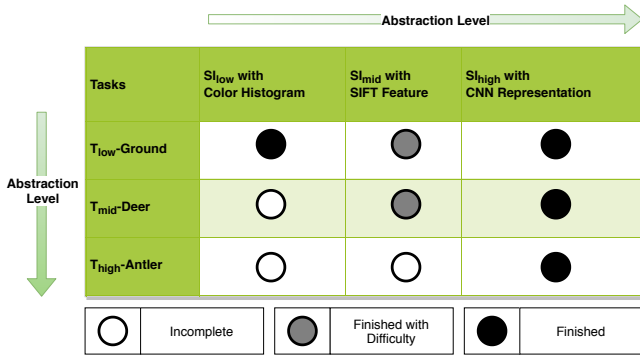 Abstraction Level
Abstraction
Level
Tasks
SIlow with
Color Histogram
SImid with
SIFT Feature
SIhigh with
CNN Representation
Tlow-Ground
Tmid-Deer
Thigh-Antler
Incomplete
Finished with
Difficulty
Finished